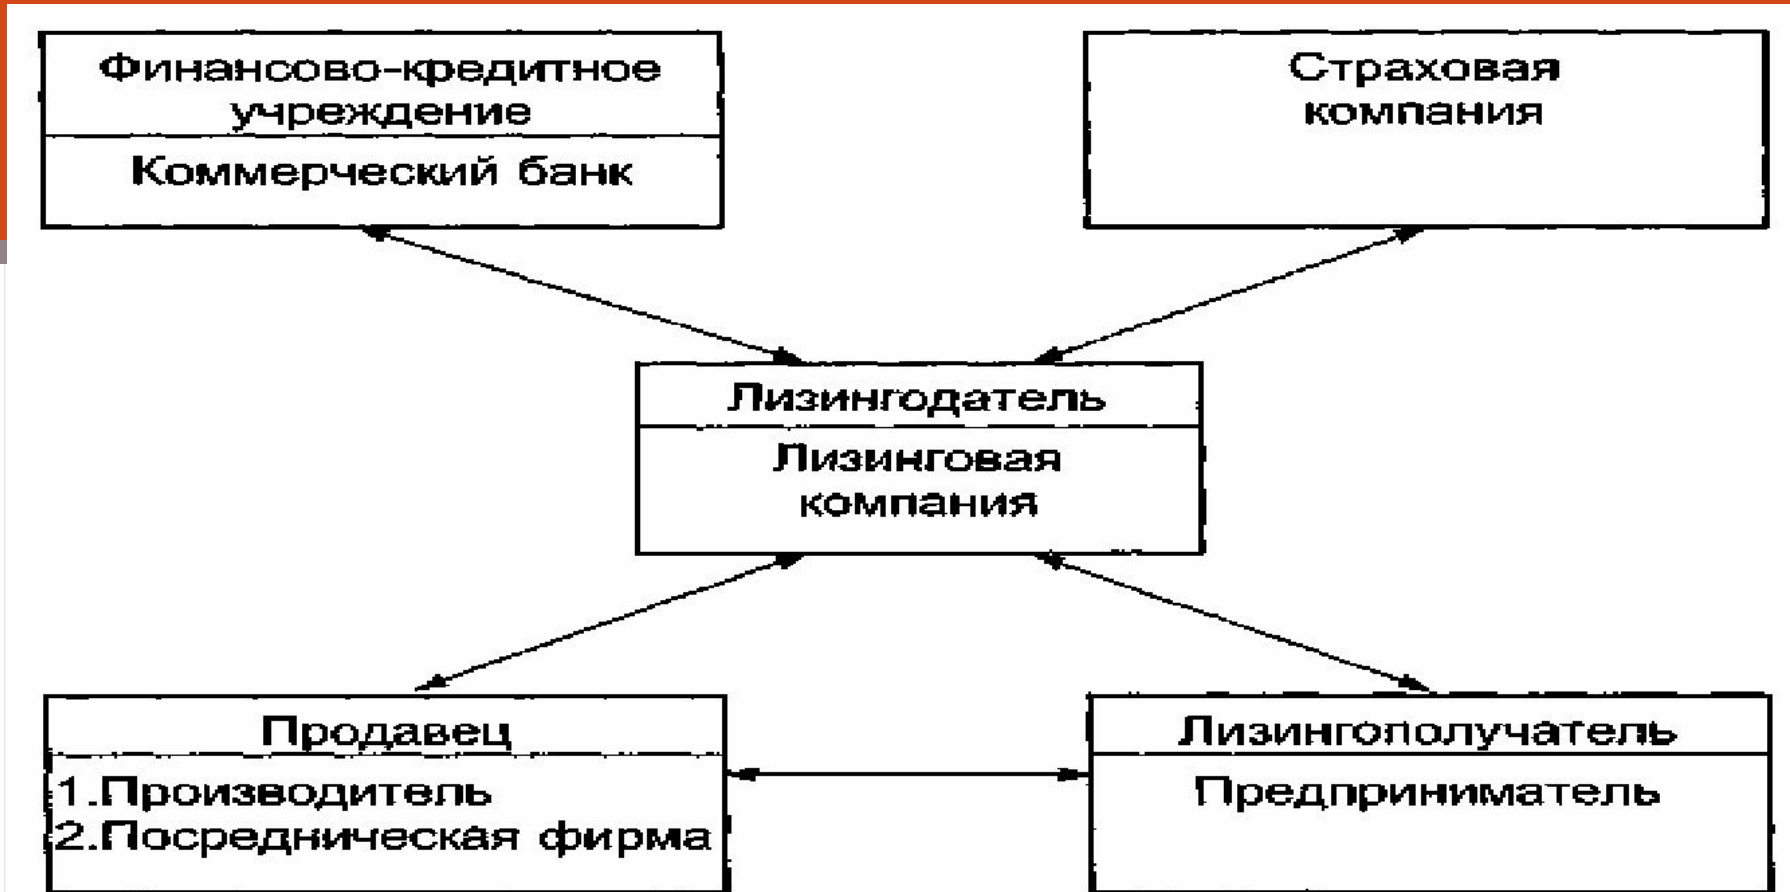 Финансово-кредитное
учреждение
Коммерческий банк
Страховая
компания
Лизингодатель
Лизинговая
компания
Продавец
1.Производитель
2.Посредническая фирма
Лизингополучатель
Предприниматель